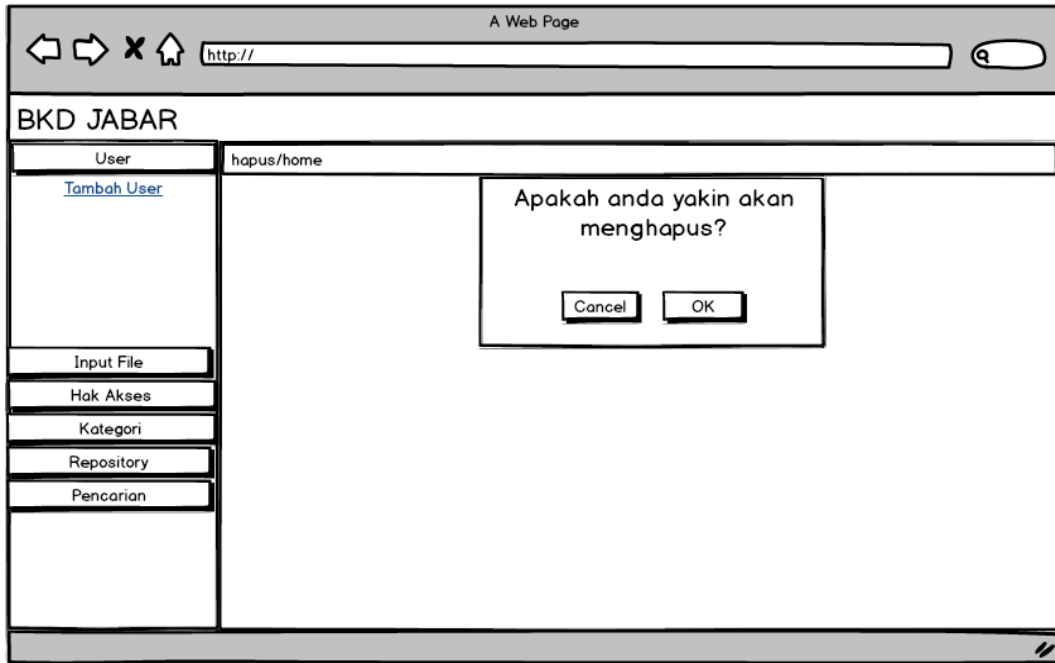 A Web Page
http://
BKD JABAR
User
Tambah User
Input File
Hak Akses
Kategori
Repository
Pencarian
hapus/home
Apakah anda yakin akan
menghapus?
Cancel
OK